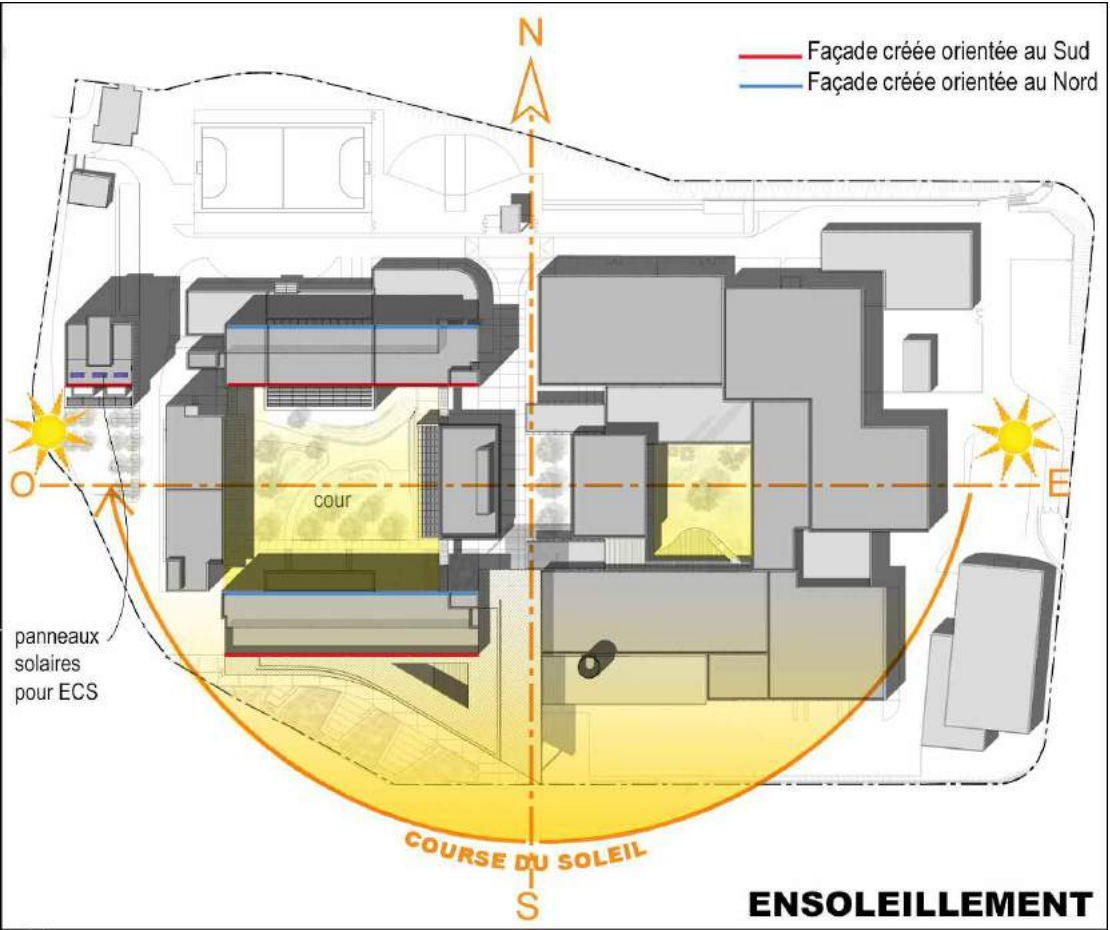 N
Façade créée orientée au Sud
Façade créée orientée au Nord
O
cour
E
panneaux
solaires
pour ECS
COURSE DU SOLEIL
S
ENSOLEILLEMENT